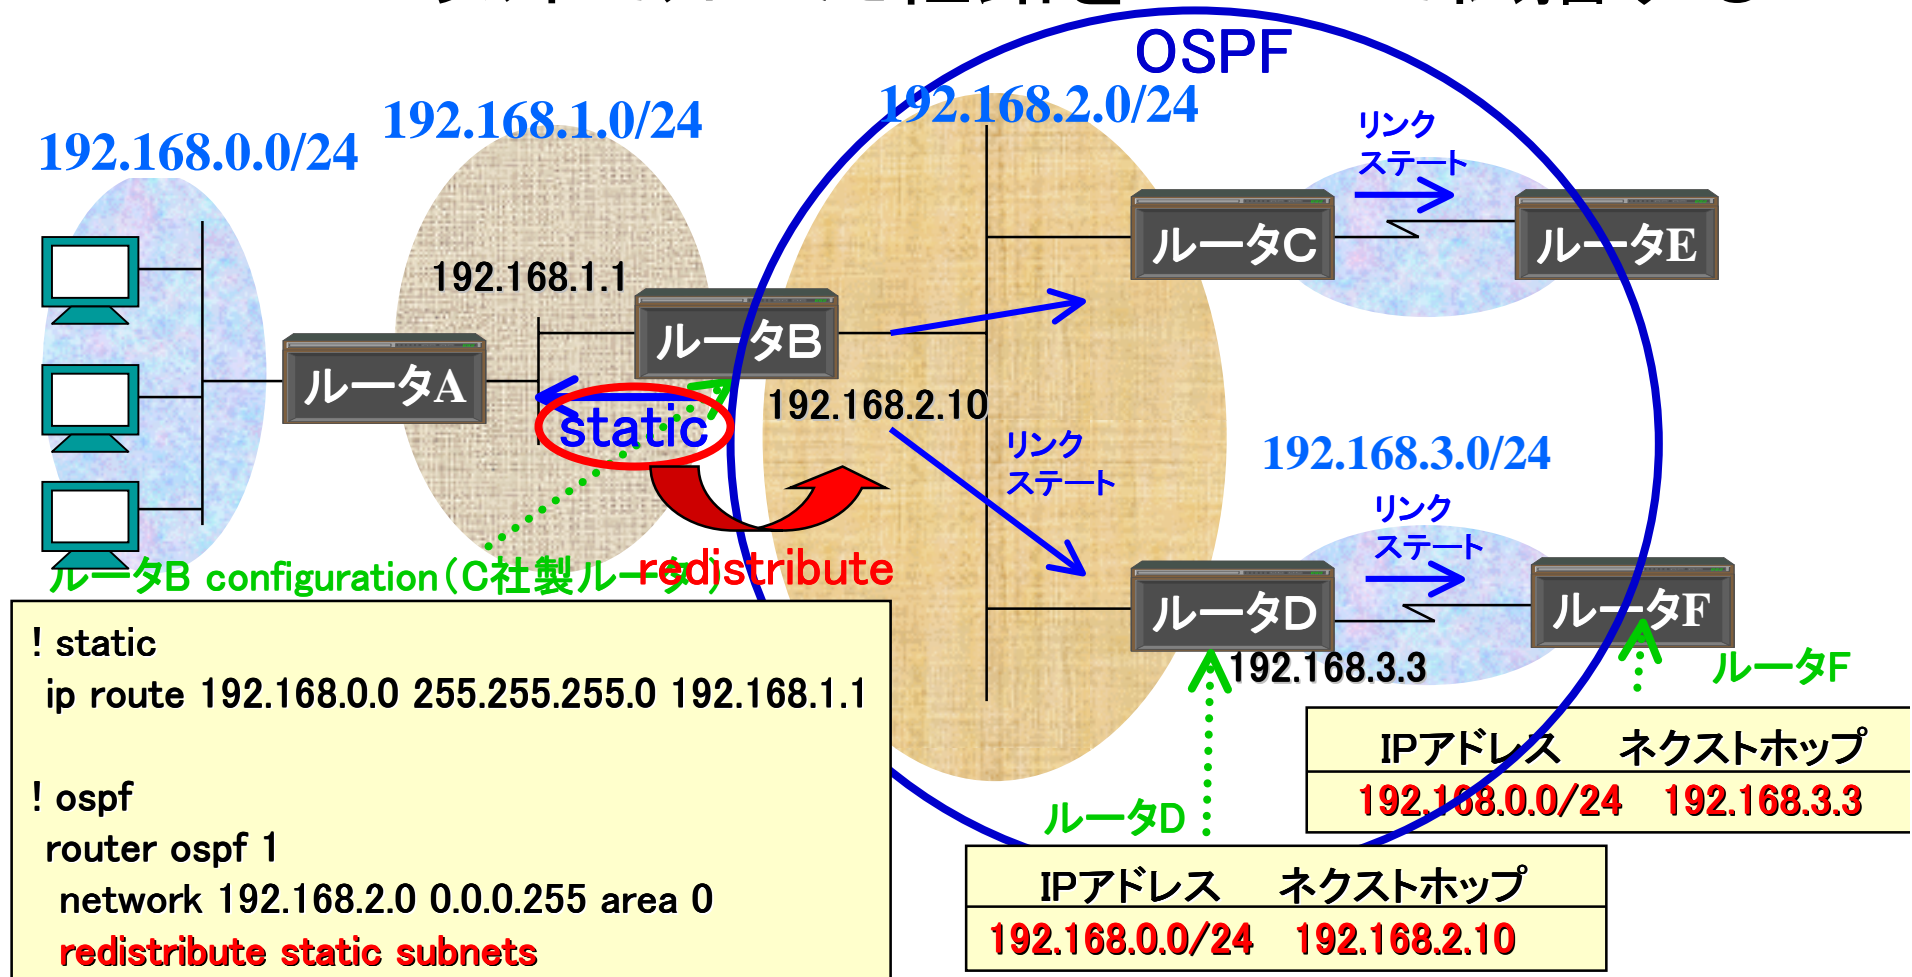 OSPF
192.168.0.0/24
192.168.1.0/24
192.168.2.0/24
リンク
ステート
ルータC
ルータE
192.168.1.1
ルータB
ルータA
192.168.2.10
static
リンク
ステート
192.168.3.0/24
リンク
ステート
redistribute
ルータD
192.168.3.3
ルータF
ルータB configuration(C社製ルータ)
! static
ip route 192.168.0.0 255.255.255.0 192.168.1.1
! ospf
router ospf 1
network 192.168.2.0 0.0.0.255 area 0
redistribute static subnets
ルータF
IPアドレス ネクストホップ
192.168.0.0/24 192.168.3.3
ルータD
IPアドレス ネクストホップ
192.168.0.0/24 192.168.2.10